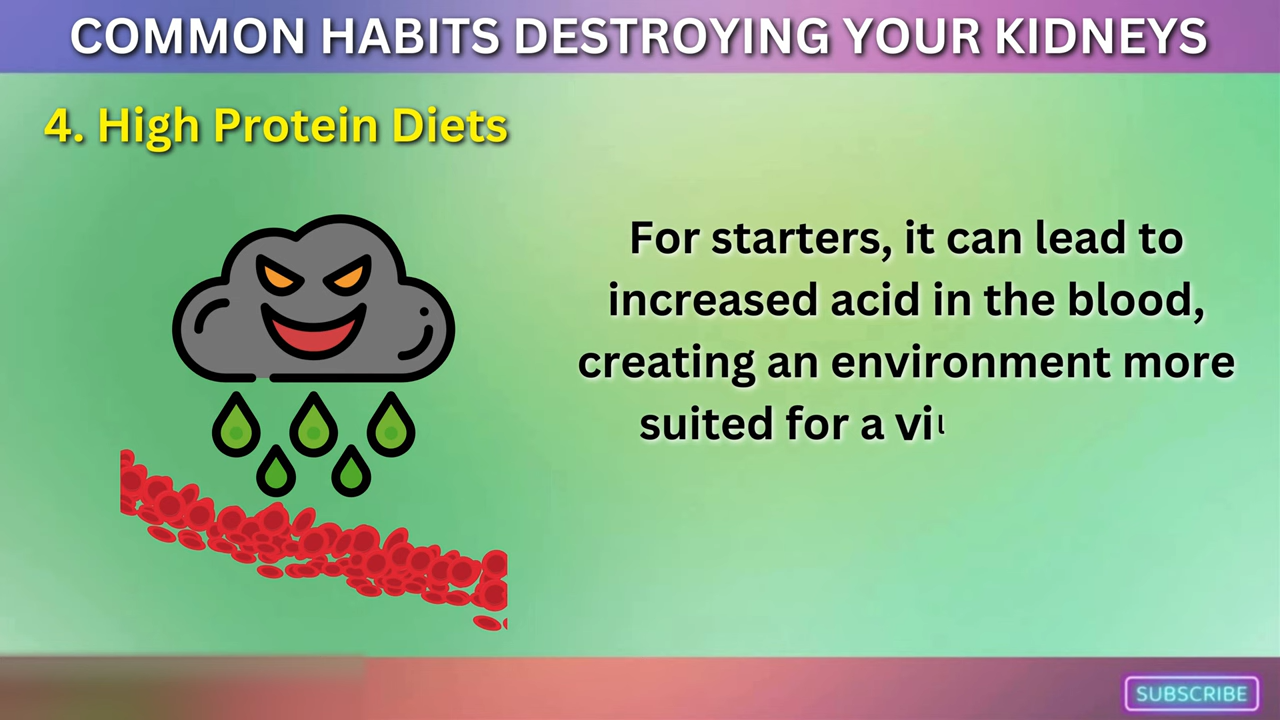 COMMON HABITS DESTROYING YOUR KIDNEYS
4. High Protein Diets
For starters, it can lead to
increased acid in the blood,
creating an environment more
suited for a
SUBSCRIBE